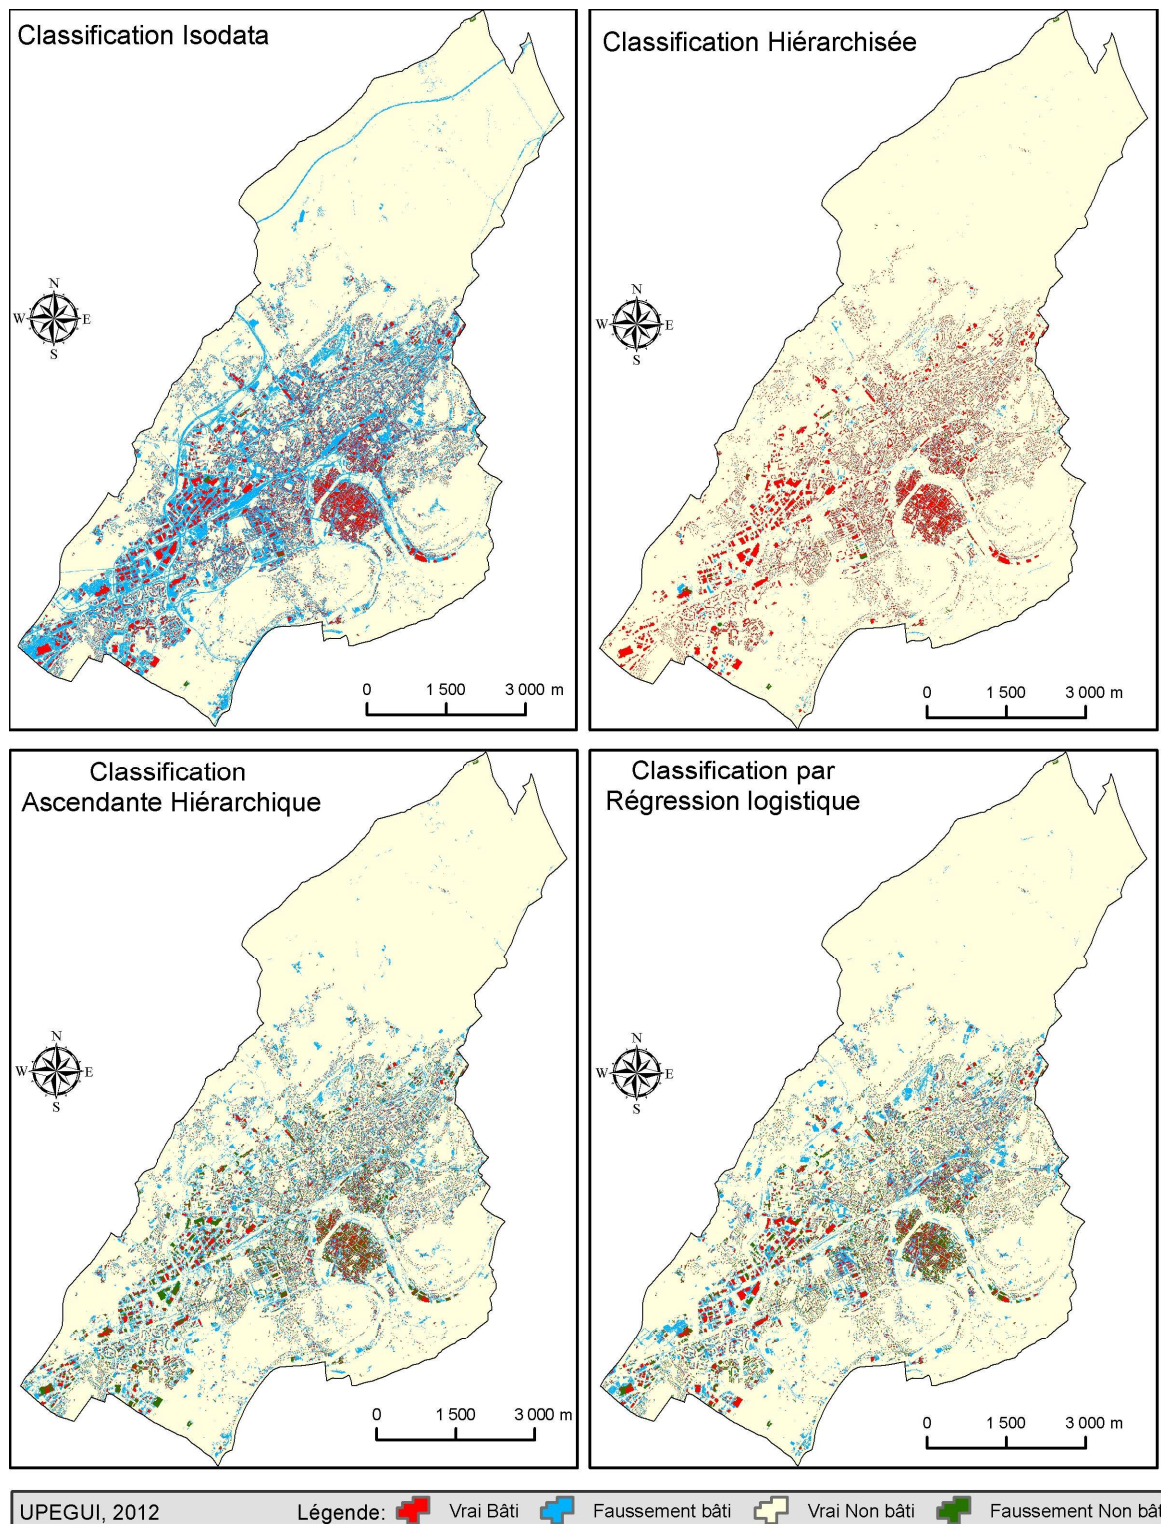 Classification Isodata
N
W E
S
0 1 500 3 000 m
Classification Hiérarchisée
N
W E
S
0 1 500 3 000 m
Classification
Ascendante Hiérarchique
N
W E
S
0 1 500 3 000 m
Classification par
Régression logistique
N
W E
S
0 1 500 3 000 m
UPEGUI, 2012 Légende: Vrai Bâti Faussement bâti Vrai Non bâti Faussement Non bât